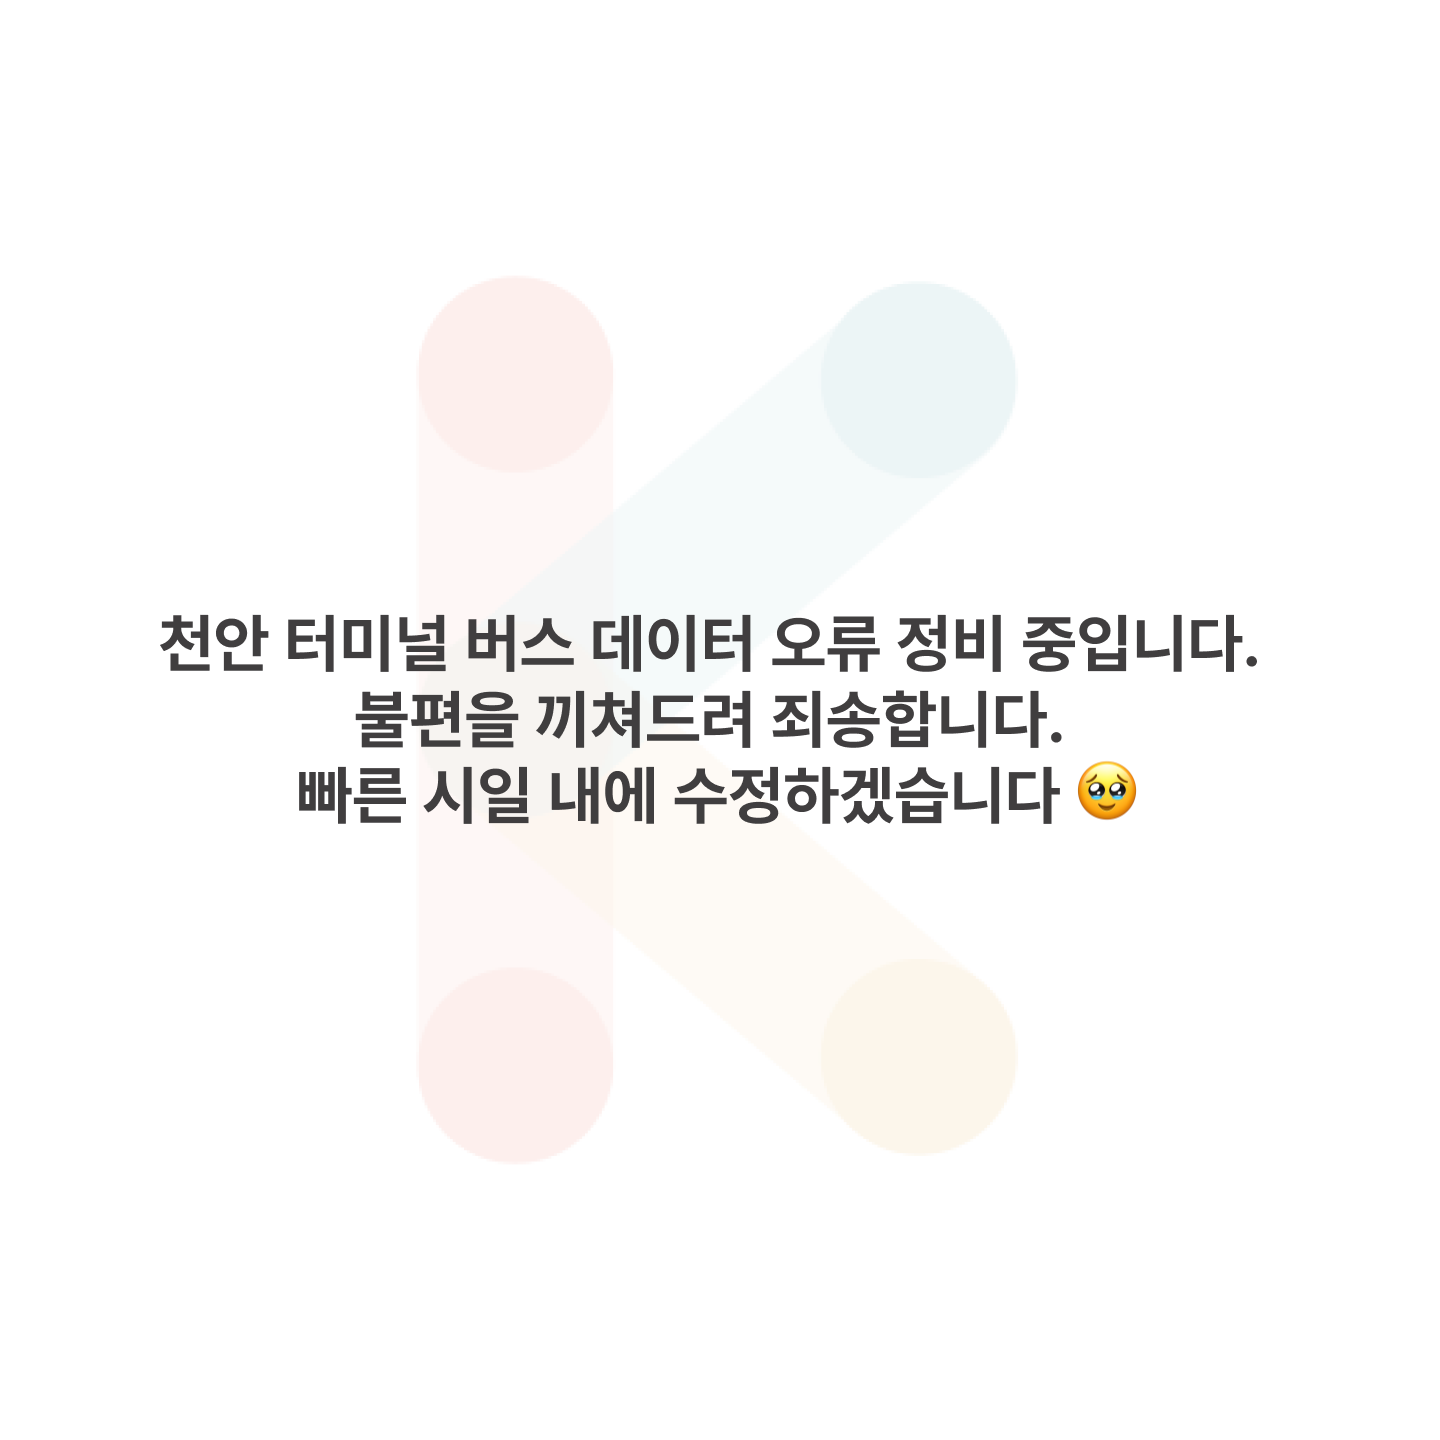 천안 터미널 버스 데이터 오류 정비 중입니다.
불편을 끼쳐드려 죄송합니다.
빠른 시일 내에 수정하겠습니다 🥹